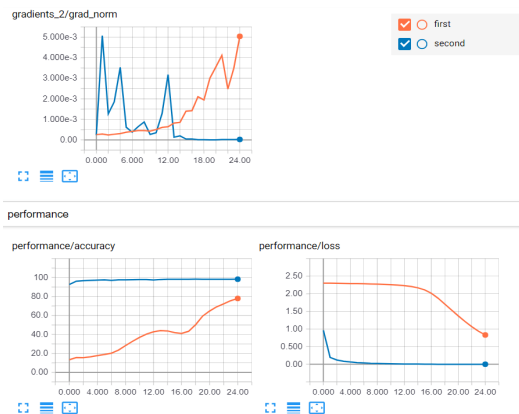 gradients_2/grad_norm
first
second
5.000e-3
4.000e-3
3.000e-3
2.000e-3
1.000e-3
0.00
0.000 6.000 12.00 18.00 24.00
performance
performance/accuracy
100
80.0
60.0
40.0
20.0
0.00
0.000 4.000 8.000 12.00 16.00 20.00 24.00
performance/loss
2.50
2.00
1.50
1.00
0.500
0.00
0.000 4.000 8.000 12.00 16.00 20.00 24.00